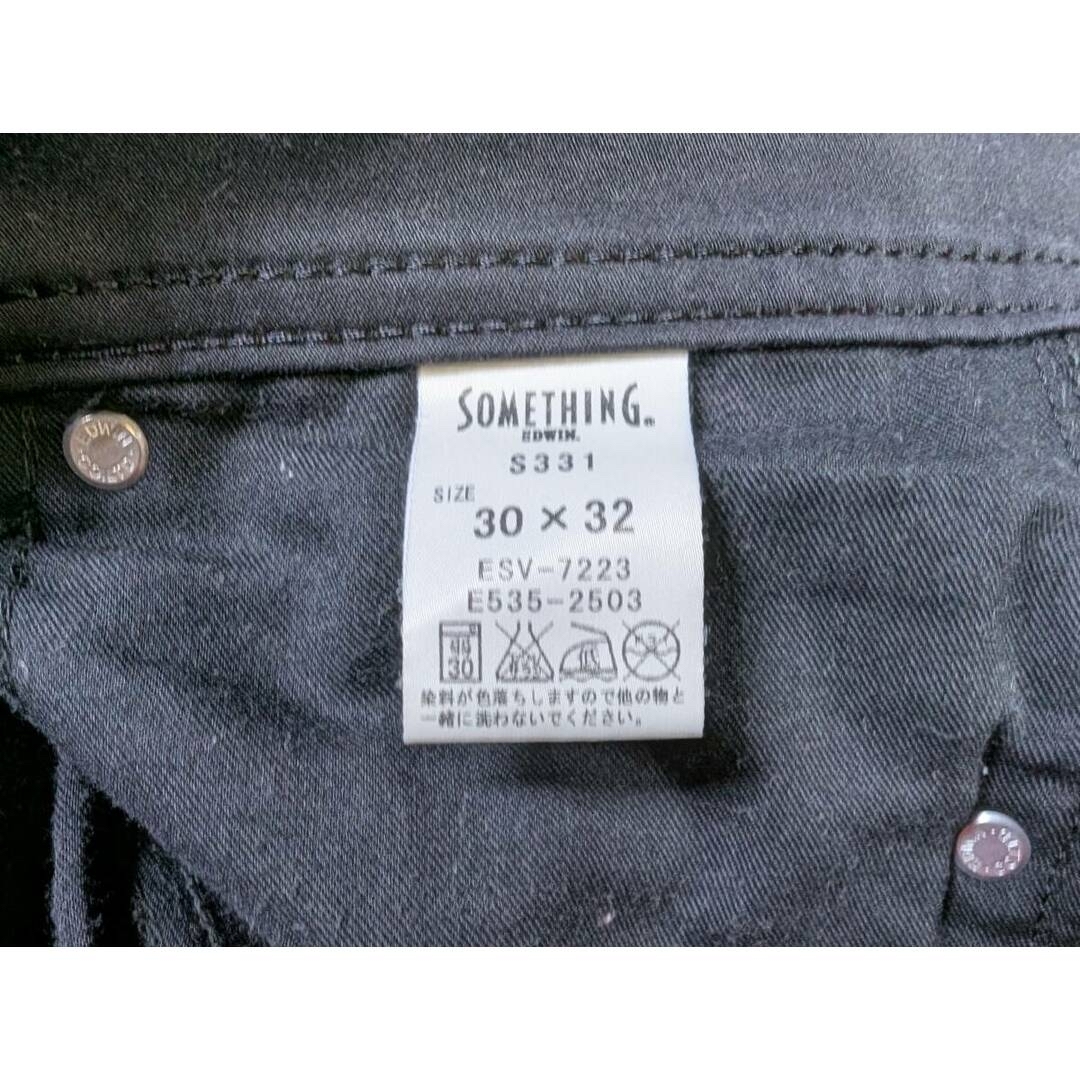 SOMETHING®
EDWIN.
S331
SIZE
30 × 32
ESV-7223
E535-2503
30
低
染料が色落ちしますので他の物と
一緒に洗わないでください。
EDWIN